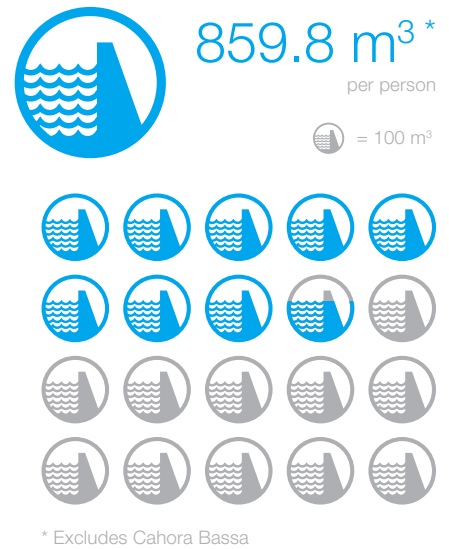 859.8 m³ *
per person
= 100 m³
* Excludes Cahora Bassa